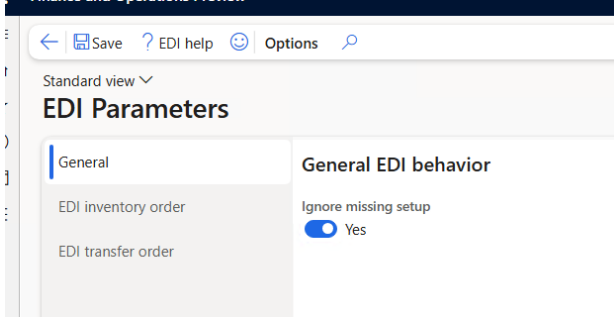 Finance and Operations Preview
Save ? EDI help Options
Standard view
EDI Parameters
General
EDI inventory order
EDI transfer order
General EDI behavior
Ignore missing setup
Yes